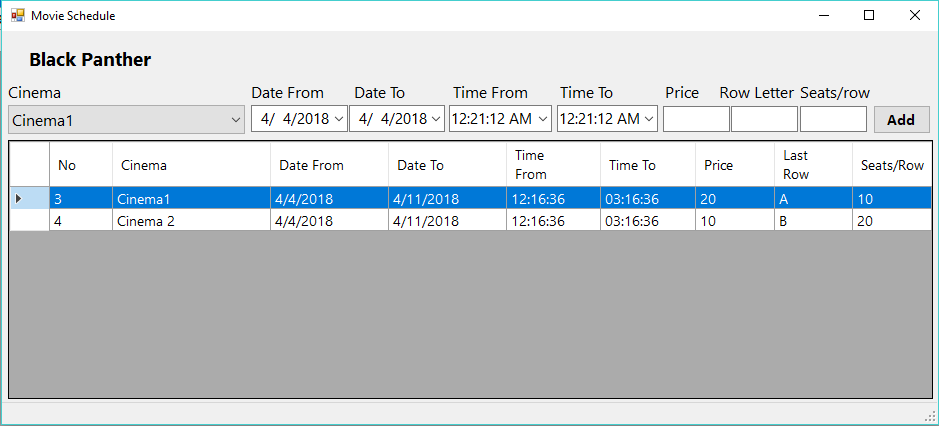 Movie Schedule
Black Panther
Cinema Date From Date To Time From Time To Price Row Letter Seats/row
Cinema1 4/ 4/2018 4/ 4/2018 12:21:12 AM 12:21:12 AM Add
No Cinema Date From Date To Time From Time To Price Last Row Seats/Row
3 Cinema1 4/4/2018 4/11/2018 12:16:36 03:16:36 20 A 10
4 Cinema 2 4/4/2018 4/11/2018 12:16:36 03:16:36 10 B 20